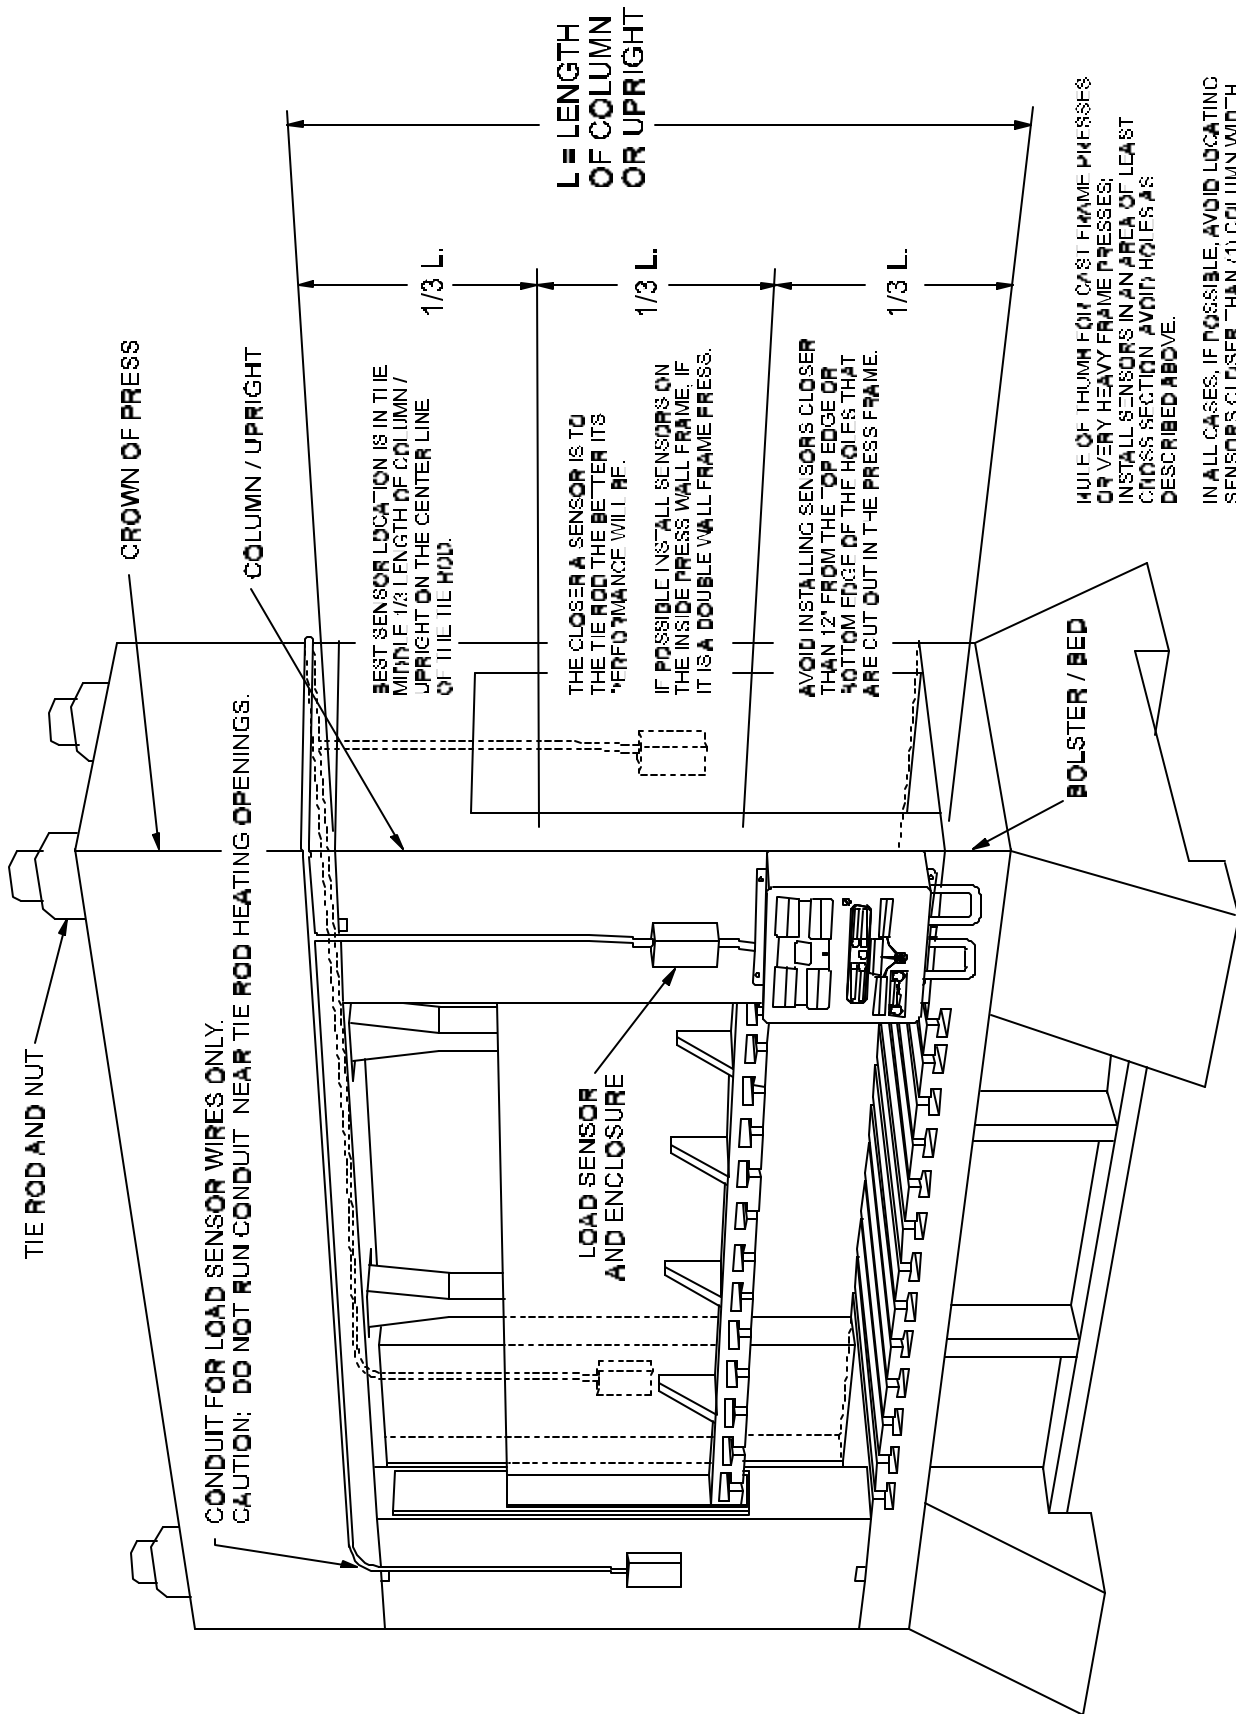 TIE ROD AND NUT
CROWN OF PRESS
COLUMN / UPRIGHT
CONDUIT FOR LOAD SENSOR WIRES ONLY.
CAUTION: DO NOT RUN CONDUIT NEAR TIE ROD HEATING OPENINGS.
BEST SENSOR LOCATION IS IN THE
MIDDLE 1/3 LENGTH OF COLUMN /
UPRIGHT ON THE CENTER LINE
OF THE TIE ROD.
1/3 L.
L = LENGTH
OF COLUMN
OR UPRIGHT
THE CLOSER A SENSOR IS TO
THE TIE ROD THE BETTER ITS
PERFORMANCE WILL BE.
IF POSSIBLE INSTALL SENSORS ON
THE INSIDE PRESS WALL FRAME, IF
IT IS A DOUBLE WALL FRAME PRESS.
1/3 L.
LOAD SENSOR
AND ENCLOSURE
AVOID INSTALLING SENSORS CLOSER
THAN 12" FROM THE TOP EDGE OR
BOTTOM EDGE OF THE HOLES THAT
ARE CUT OUT IN THE PRESS FRAME.
1/3 L.
BOLSTER / BED
RULE OF THUMB FOR CAST FRAME PRESSES
OR VERY HEAVY FRAME PRESSES;
INSTALL SENSORS IN AN AREA OF LEAST
CROSS SECTION AVOID HOLES AS
DESCRIBED ABOVE.
IN ALL CASES, IF POSSIBLE, AVOID LOCATING
SENSORS CLOSER THAN (1) COLUMN WIDTH